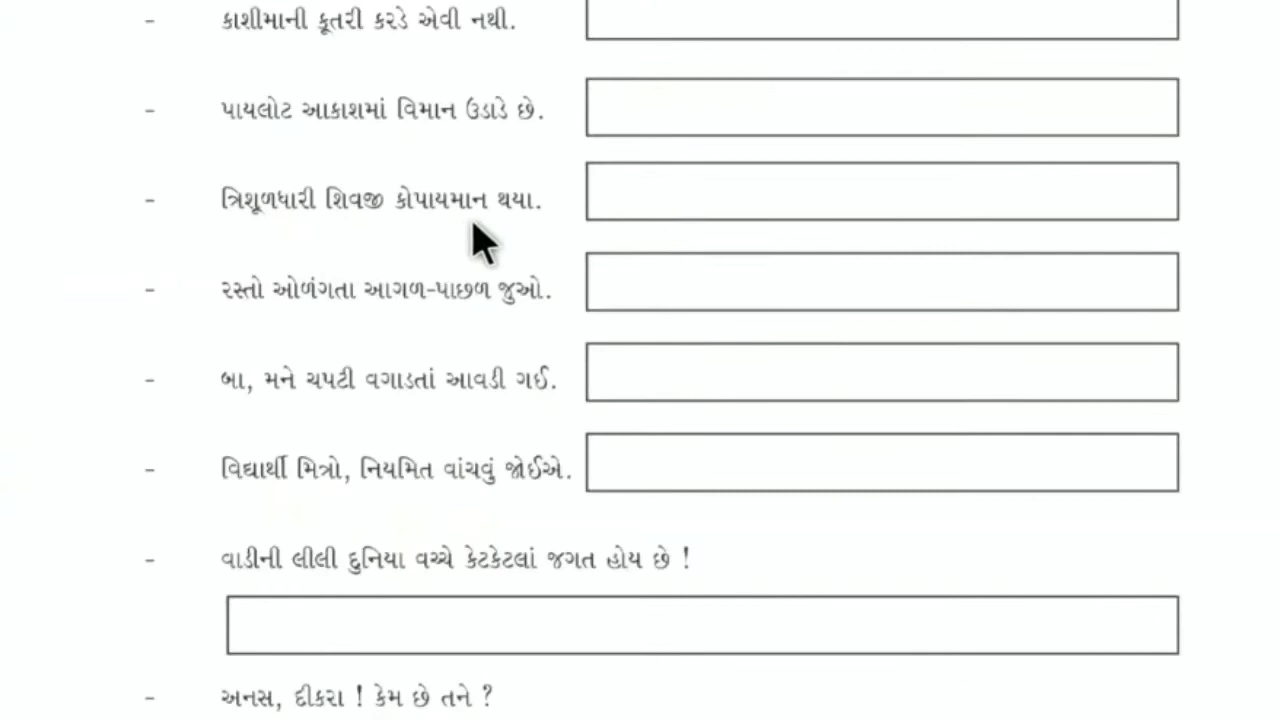 - કાશીમાની કૂતરી કરડે એવી નથી.
- પાયલોટ આકાશમાં વિમાન ઉડાડે છે.
- ત્રિશૂળધારી શિવજી કોપાયમાન થયા.
- રસ્તો ઓળંગતા આગળ-પાછળ જુઓ.
- બા, મને ચપટી વગાડતાં આવડી ગઈ.
- વિદ્યાર્થી મિત્રો, નિયમિત વાંચવું જોઈએ.
- વાડીની લીલી દુનિયા વચ્ચે કેટકેટલાં જગત હોય છે !
- અનસ, દીકરા ! કેમ છે તને ?